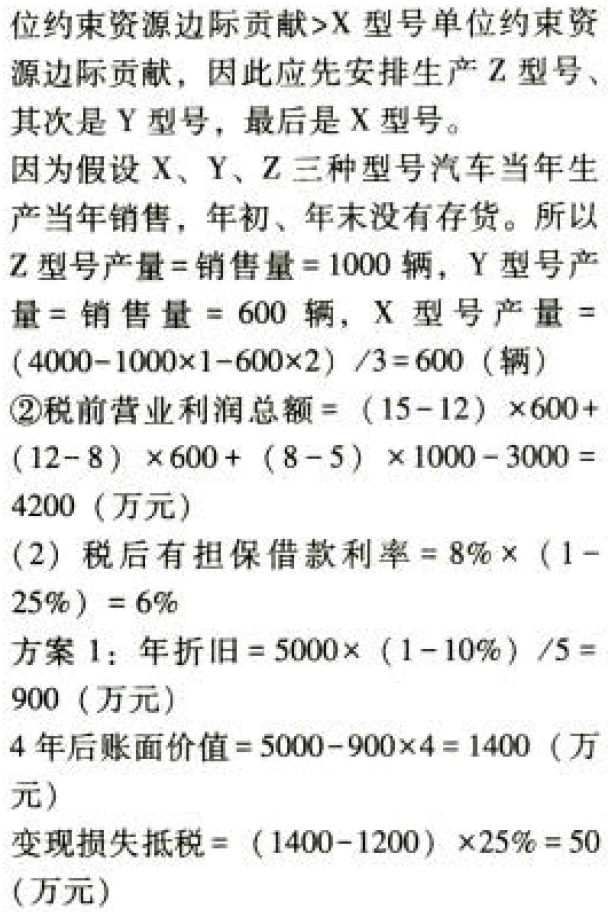 位约束资源边际贡献>X 型号单位约束资
源边际贡献，因此应先安排生产 Z 型号、
其次是 Y 型号，最后是 X 型号。
因为假设 X、Y、Z 三种型号汽车当年生
产当年销售，年初、年末没有存货。所以
Z 型号产量=销售量=1000 辆，Y 型号产
量= 销售量 = 600 辆，X 型号产量 =
(4000-1000×1-600×2）/3=600（辆）
②税前营业利润总额=（15-12）×600+
(12-8）×600+（8-5）×1000-3000=
4200（万元）
(2）税后有担保借款利率=8%×（1-
25%）=6%
方案 1：年折旧=5000×（1-10%）/5=
900（万元）
4 年后账面价值=5000-900×4=1400（万
元）
变现损失抵税=（1400-1200）×25%=50
(万元）